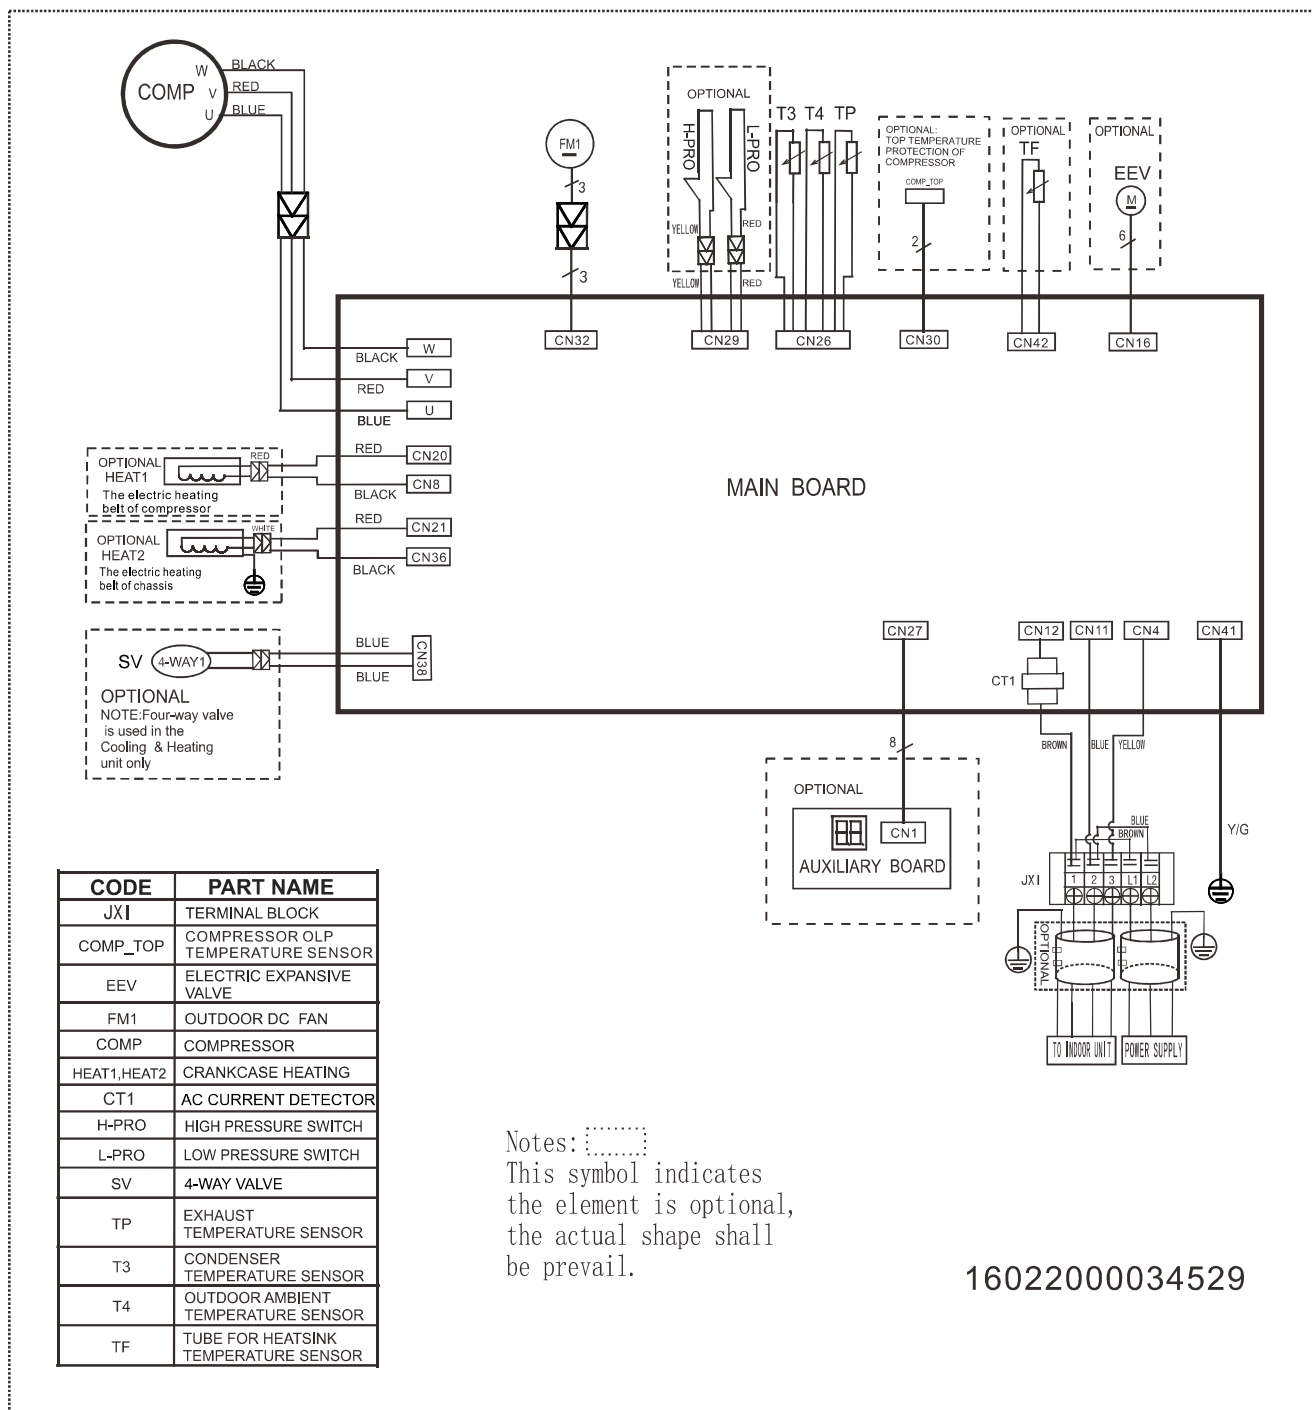 COMP
W
V
U
BLACK
RED
BLUE
FM1
3
3
OPTIONAL
H-PRO
L-PRO
YELLOW
RED
YELLOW
RED
T3 T4 TP
OPTIONAL:
TOP TEMPERATURE
PROTECTION OF
COMPRESSOR
COMP_TOP
2
OPTIONAL
TF
OPTIONAL
EEV
M
6
CN32
CN29
CN26
CN30
CN42
CN16
BLACK
W
RED
V
BLUE
U
OPTIONAL
HEAT1
The electric heating
belt of compressor
RED
RED
CN20
BLACK
CN8
OPTIONAL
HEAT2
The electric heating
belt of chassis
WHITE
RED
CN21
BLACK
CN36
MAIN BOARD
SV
4-WAY1
OPTIONAL
NOTE:Four-way valve
is used in the
Cooling & Heating
unit only
BLUE
BLUE
CN38
CN27
CN12
CN11
CN4
CN41
CT1
8
BROWN
BLUE
YELLOW
OPTIONAL
CN1
AUXILIARY BOARD
BLUE
BROWN
Y/G
JX1
1 2 3 L1 L2
OPTIONAL
TO INDOOR UNIT
POWER SUPPLY
CODE PART NAME
JX1 TERMINAL BLOCK
COMP_TOP COMPRESSOR OLP
TEMPERATURE SENSOR
EEV ELECTRIC EXPANSIVE
VALVE
FM1 OUTDOOR DC FAN
COMP COMPRESSOR
HEAT1,HEAT2 CRANKCASE HEATING
CT1 AC CURRENT DETECTOR
H-PRO HIGH PRESSURE SWITCH
L-PRO LOW PRESSURE SWITCH
SV 4-WAY VALVE
TP EXHAUST
TEMPERATURE SENSOR
T3 CONDENSER
TEMPERATURE SENSOR
T4 OUTDOOR AMBIENT
TEMPERATURE SENSOR
TF TUBE FOR HEATSINK
TEMPERATURE SENSOR
Notes:
This symbol indicates
the element is optional,
the actual shape shall
be prevail.
16022000034529